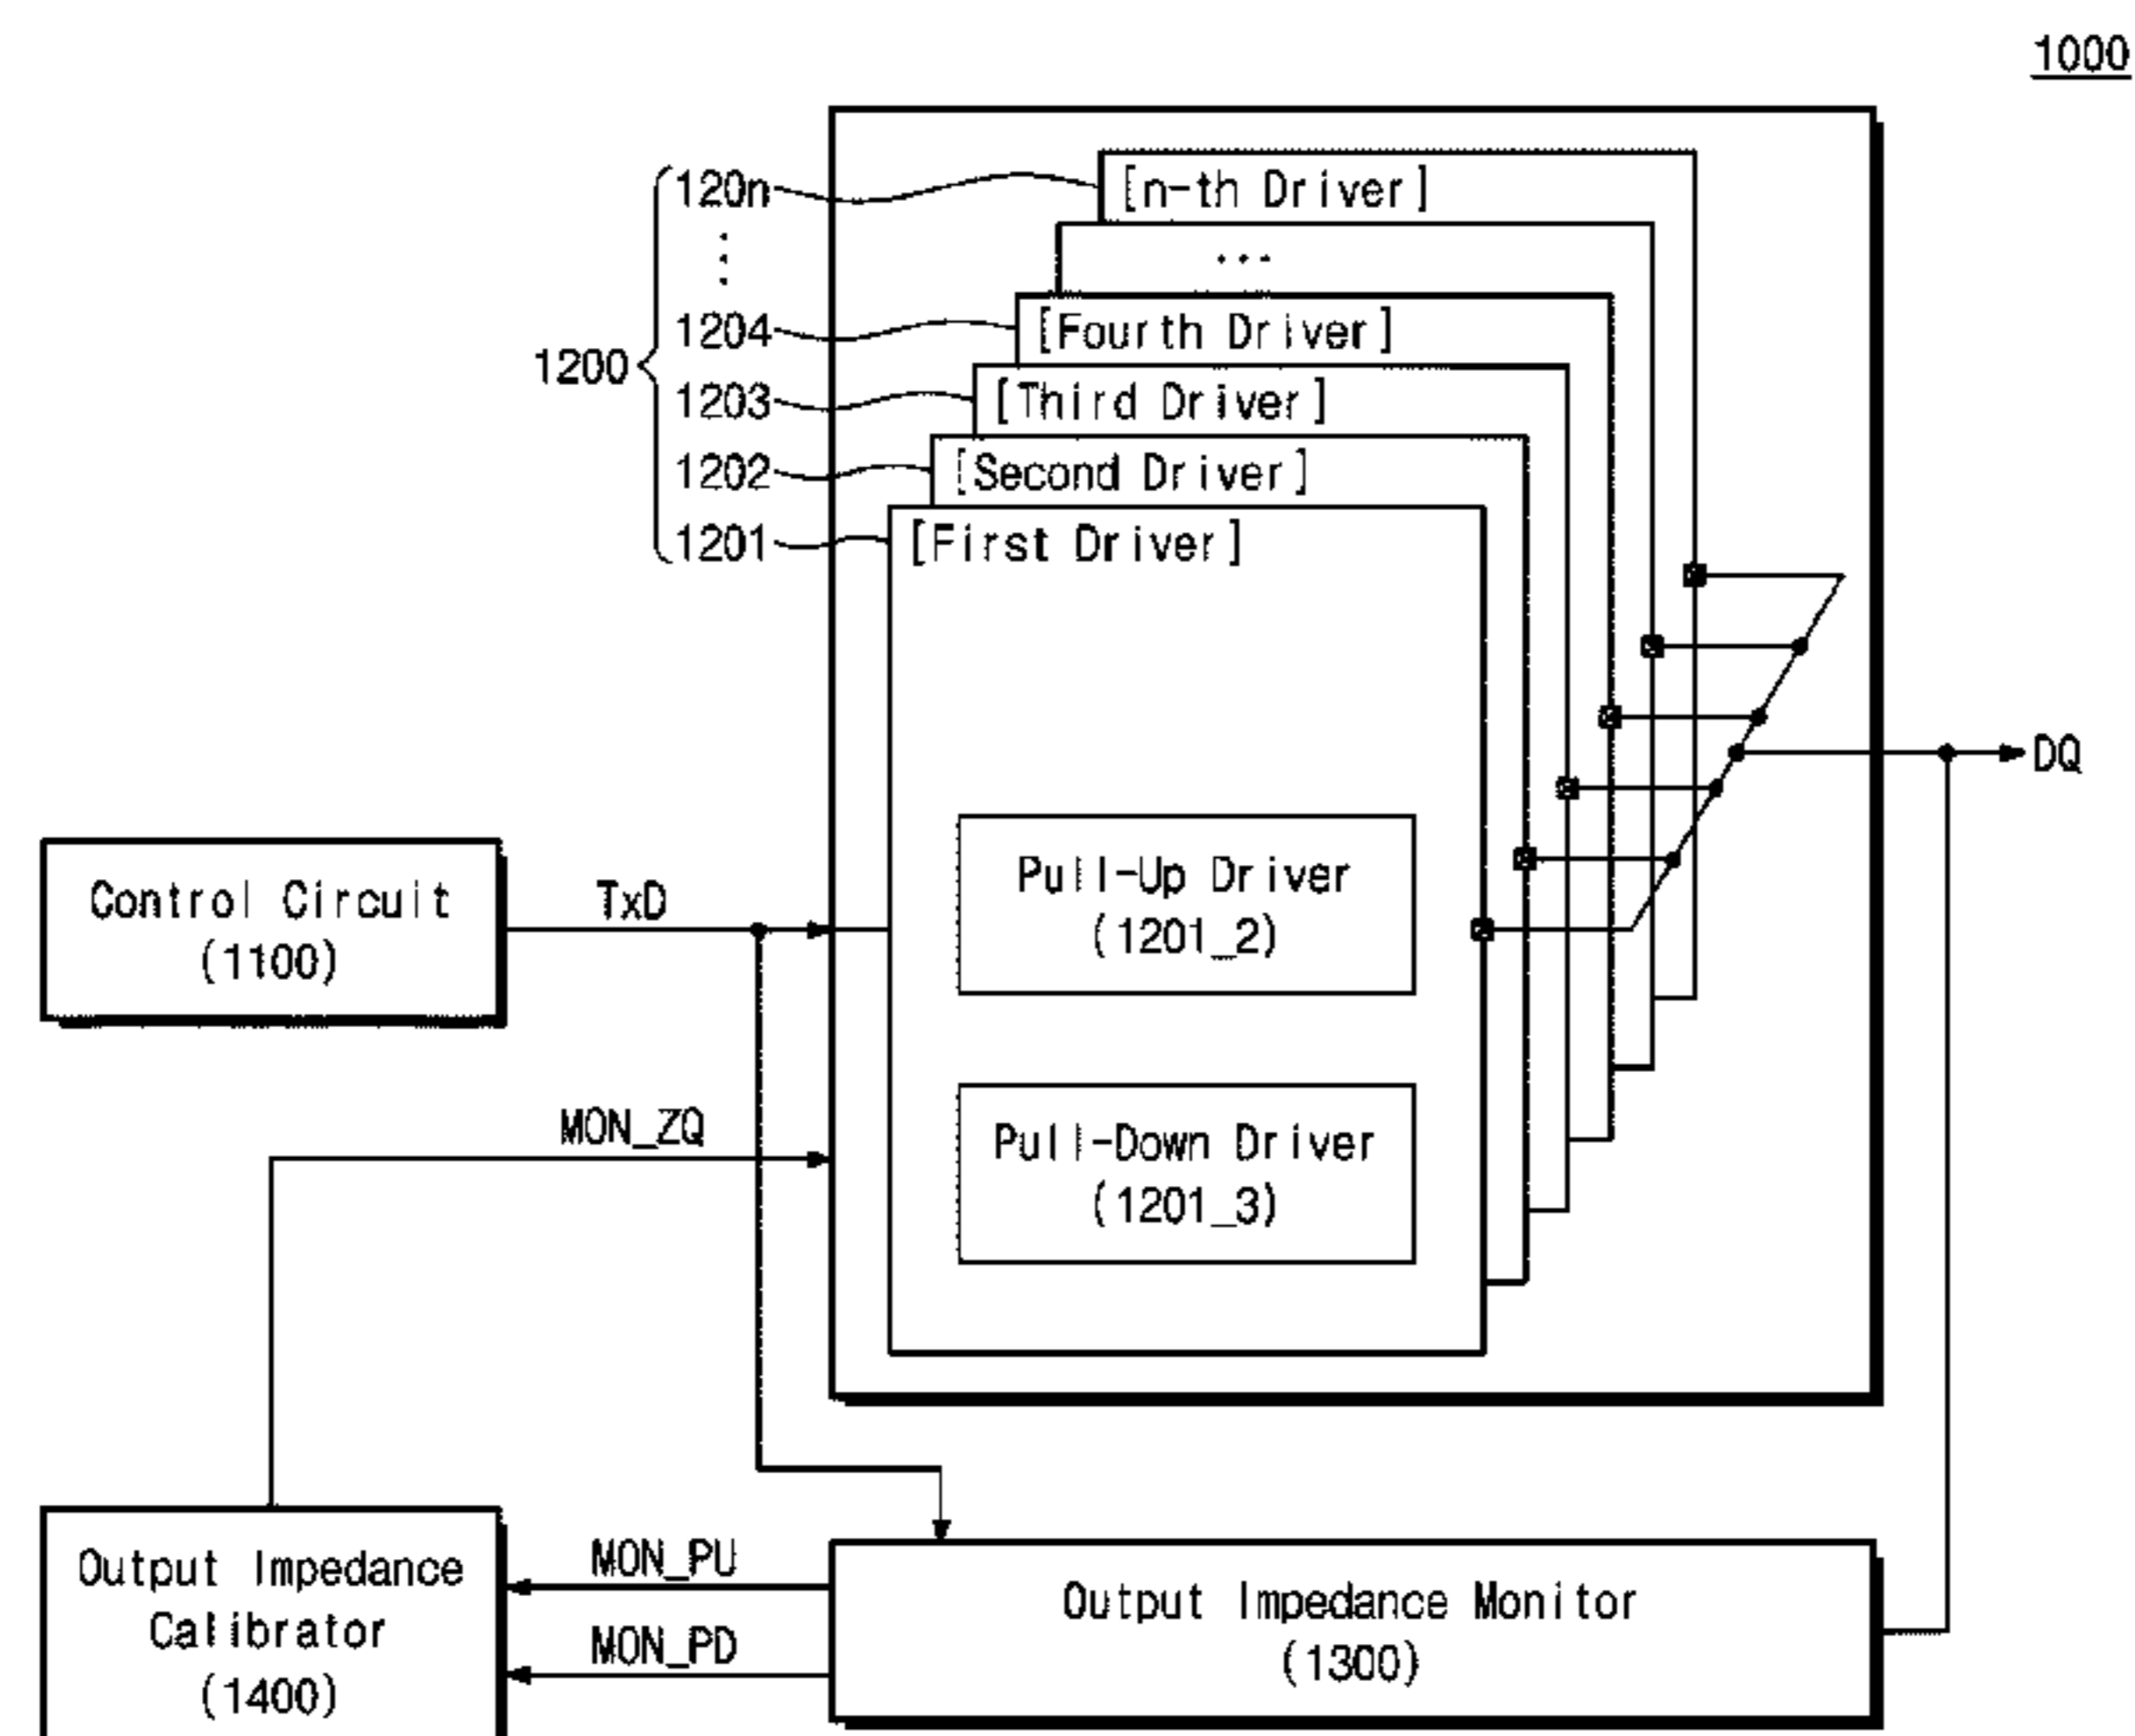 1000
120n
[n-th Driver]
⋮
...
1204
[Fourth Driver]
1200
1203
[Third Driver]
1202
[Second Driver]
1201
[First Driver]
DQ
Pull-Up Driver
(1201_2)
Control Circuit
(1100)
TxD
MON_ZQ
Pull-Down Driver
(1201_3)
Output Impedance
Calibrator
(1400)
MON_PU
MON_PD
Output Impedance Monitor
(1300)